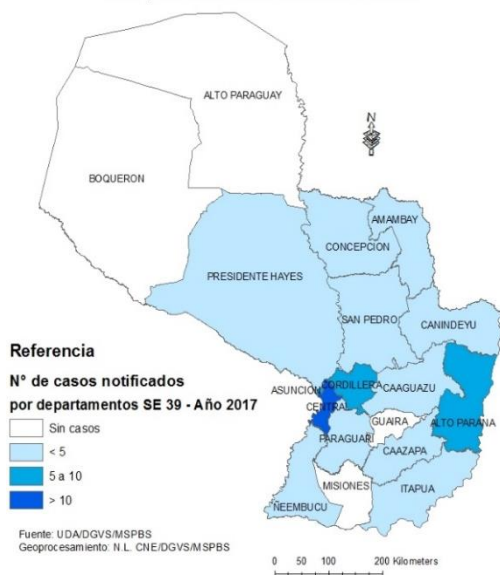 ALTO PARAGUAY
N
BOQUERON
AMAMBAY
CONCEPCION
PRESIDENTE HAYES
SAN PEDRO
CANINDEYU
Referencia
N° de casos notificados
por departamentos SE 39 - Año 2017
Sin casos
< 5
5 a 10
> 10
ASUNCION
CORDILLERA
CAAGUAZU
CENTRAL
GUAIRA
ALTO PARANA
PARAGUARÍ
CAAZAPA
MISIONES
ITAPUA
ÑEEMBUCU
Fuente: UDA/DGVS/MSPBS
Geoprocesamiento: N.L. CNE/DGVS/MSPBS
0 50 100 200 Kilometers